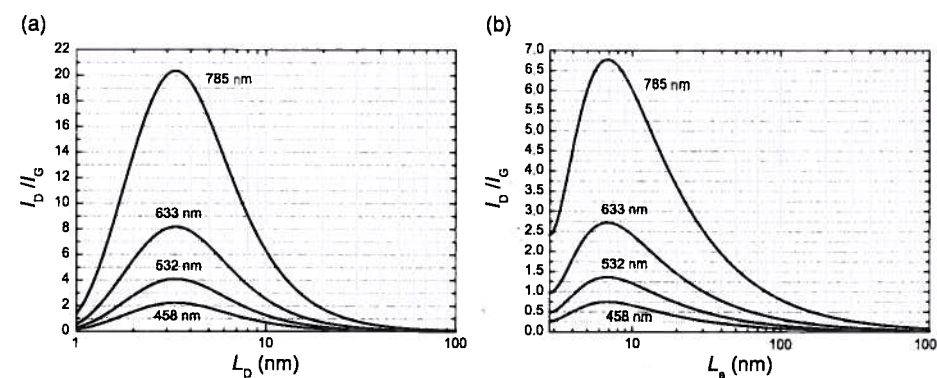 (a)
22
20
18
16
14
12
10
8
6
4
2
0
I_D/I_G
785 nm
633 nm
532 nm
458 nm
1
10
100
L_D (nm)
(b)
7.0
6.5
6.0
5.5
5.0
4.5
4.0
3.5
3.0
2.5
2.0
1.5
1.0
0.5
0.0
I_D/I_G
785 nm
633 nm
532 nm
458 nm
10
100
100
L_a (nm)